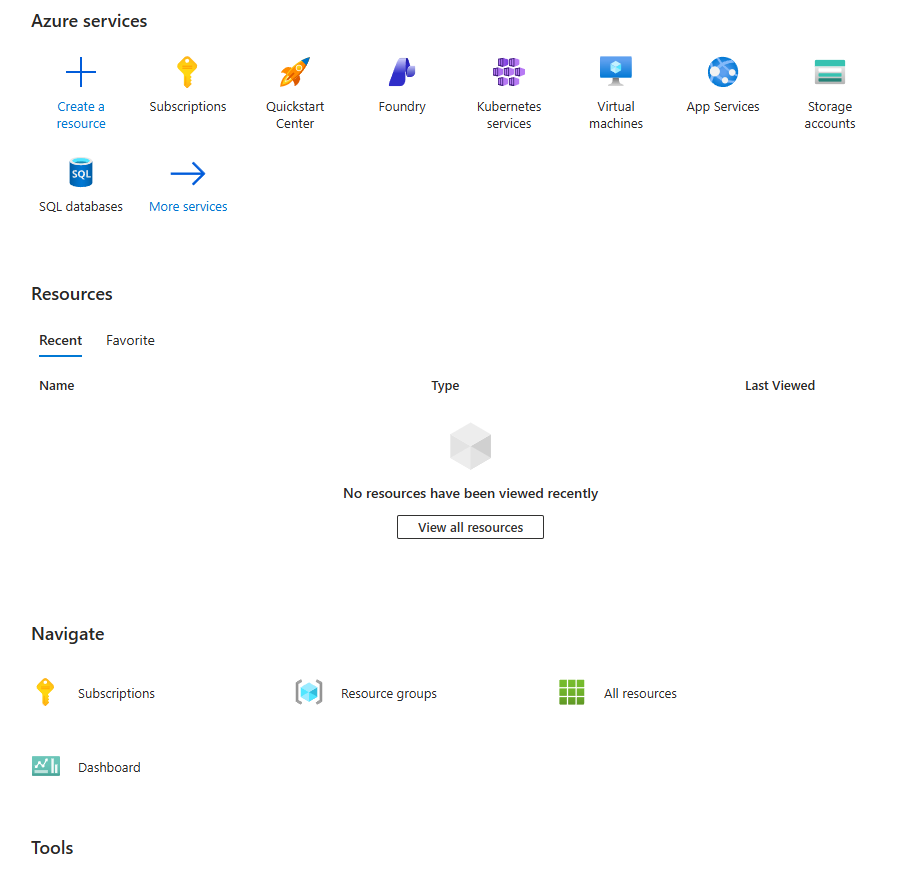 Azure services
Create a resource
Subscriptions
Quickstart Center
Foundry
Kubernetes services
Virtual machines
App Services
Storage accounts
SQL
SQL databases
More services
Resources
Recent
Favorite
Name
Type
Last Viewed
No resources have been viewed recently
View all resources
Navigate
Subscriptions
Resource groups
All resources
Dashboard
Tools